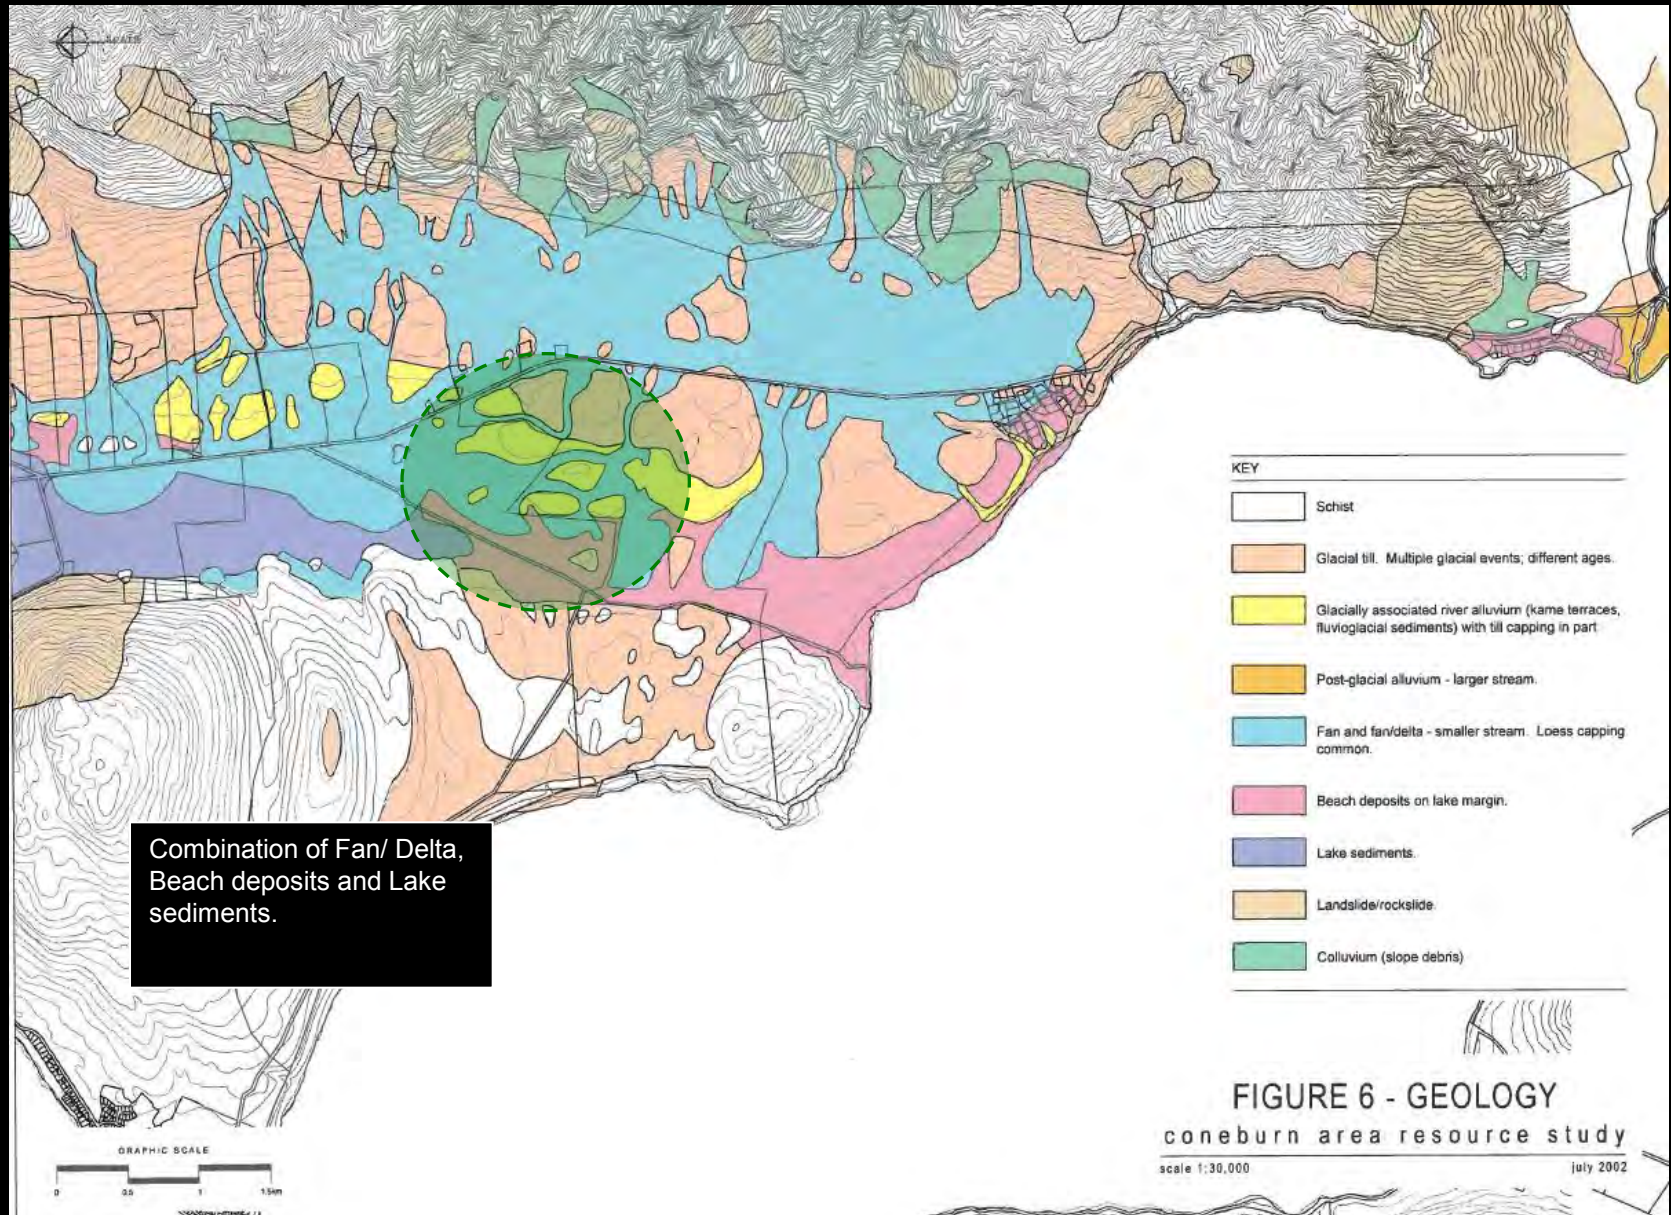 KEY
Schist
Glacial till. Multiple glacial events; different ages.
Glacially associated river alluvium (kame terraces,
fluvioglacial sediments) with till capping in part
Post-glacial alluvium - larger stream.
Fan and fan/delta - smaller stream. Loess capping
common.
Beach deposits on lake margin.
Lake sediments.
Landslide/rockslide
Colluvium (slope debris)
Combination of Fan/ Delta,
Beach deposits and Lake
sediments.
FIGURE 6 - GEOLOGY
coneburn area resource study
scale 1:30,000 july 2002
GRAPHIC SCALE
0 0.5 1 1.5km